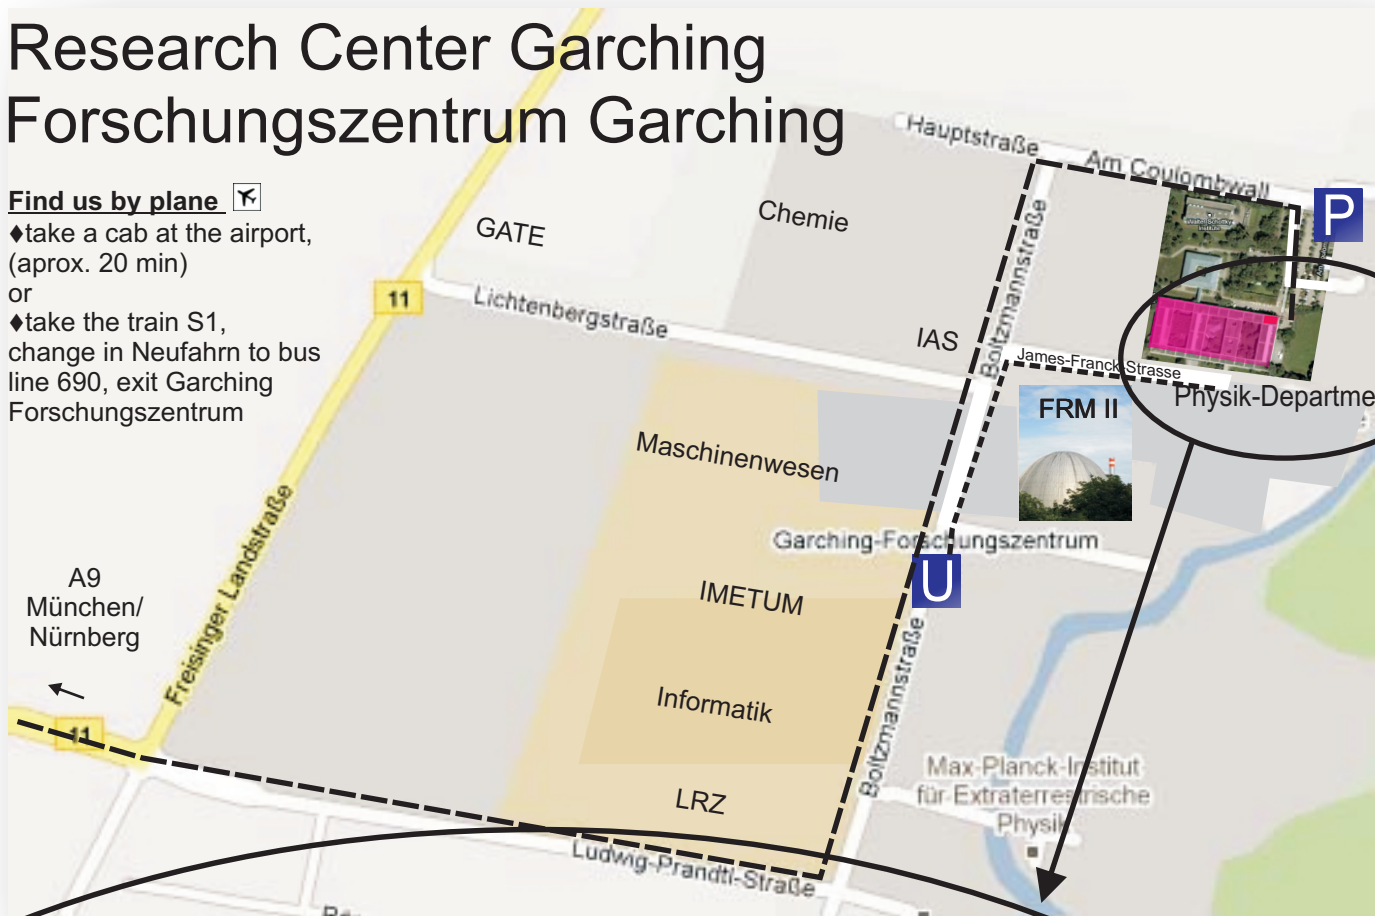 Research Center Garching
Forschungszentrum Garching
Find us by plane
♦take a cab at the airport,
(aprox. 20 min)
or
♦take the train S1,
change in Neufahrn to bus
line 690, exit Garching
Forschungszentrum
Hauptstraße
Am Coulombwall
P
Chemie
GATE
11
Lichtenbergstraße
IAS
Boltzmannstraße
James-Franck-Strasse
Physik-Departme
FRM II
Maschinenwesen
Garching-Forschungszentrum
U
IMETUM
Freisinger Landstraße
A9
München/
Nürnberg
11
Informatik
Boltzmannstraße
Max-Planck-Institut
für Extraterrestrische
Physik
LRZ
Ludwig-Prandtl-Straße